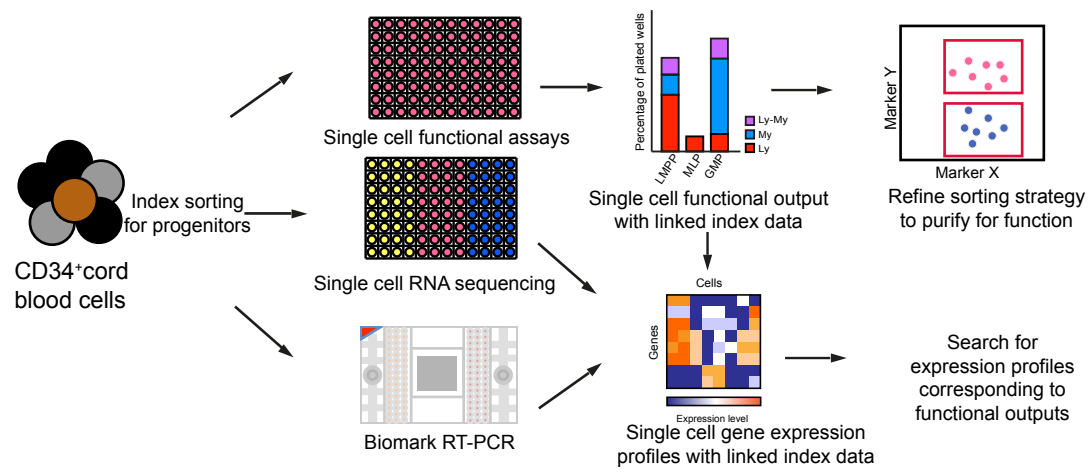 CD34+cord
blood cells
Index sorting
for progenitors
Single cell functional assays
Single cell RNA sequencing
Biomark RT-PCR
Percentage of plated wells
LMPP
MLP
GMP
Ly-My
My
Ly
Single cell functional output
with linked index data
Marker Y
Marker X
Refine sorting strategy
to purify for function
Cells
Genes
Expression level
Single cell gene expression
profiles with linked index data
Search for
expression profiles
corresponding to
functional outputs